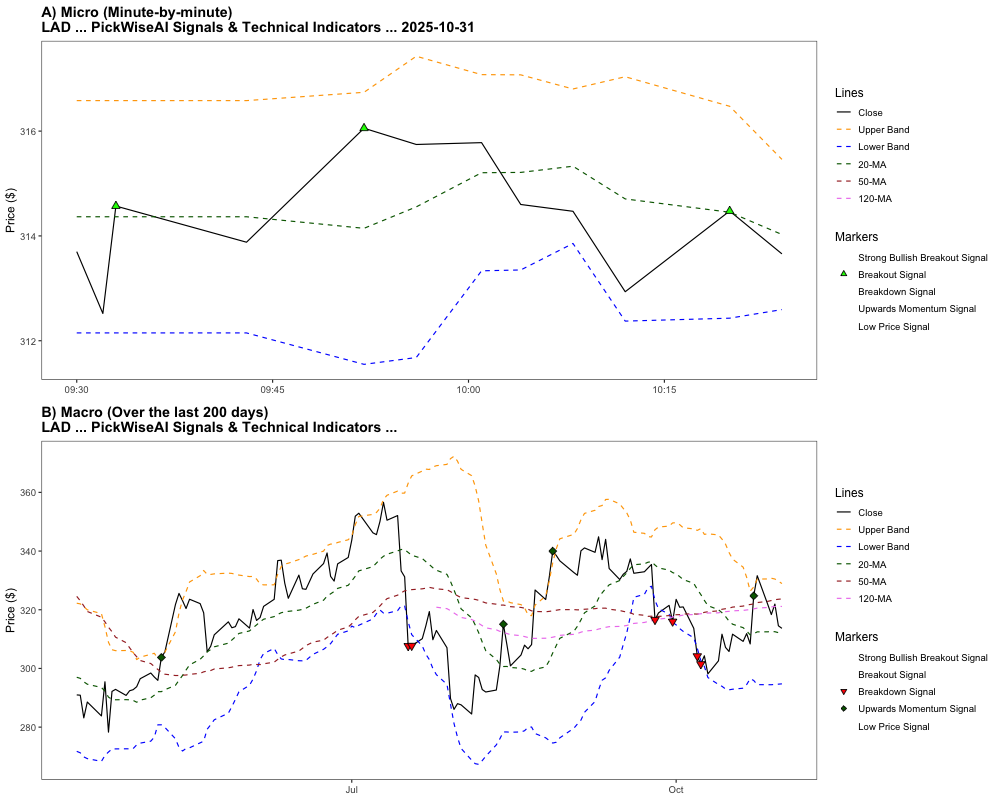 A) Micro (Minute-by-minute)
LAD ... PickWiseAI Signals & Technical Indicators ... 2025-10-31
Price ($)
316
314
312
09:30
09:45
10:00
10:15
Lines
Close
Upper Band
Lower Band
20-MA
50-MA
120-MA
Markers
Strong Bullish Breakout Signal
Breakout Signal
Breakdown Signal
Upwards Momentum Signal
Low Price Signal
B) Macro (Over the last 200 days)
LAD ... PickWiseAI Signals & Technical Indicators ...
Price ($)
360
340
320
300
280
Jul
Oct
Lines
Close
Upper Band
Lower Band
20-MA
50-MA
120-MA
Markers
Strong Bullish Breakout Signal
Breakout Signal
Breakdown Signal
Upwards Momentum Signal
Low Price Signal